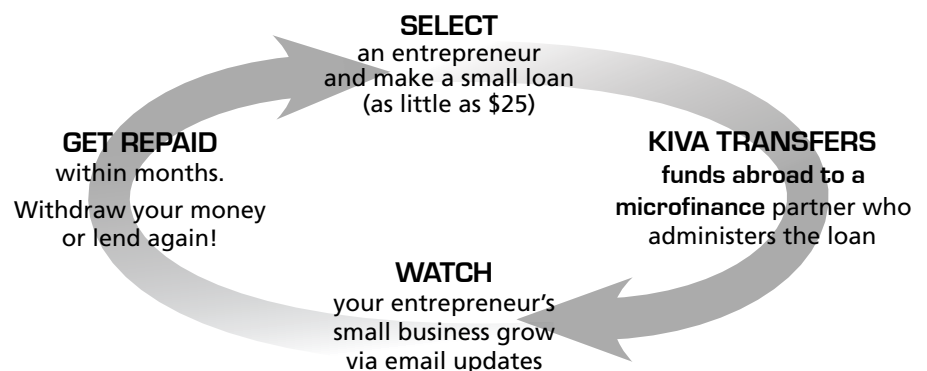 SELECT
an entrepreneur
and make a small loan
(as little as $25)
KIVA TRANSFERS
funds abroad to a
microfinance partner who
administers the loan
WATCH
your entrepreneur's
small business grow
via email updates
GET REPAID
within months.
Withdraw your money
or lend again!